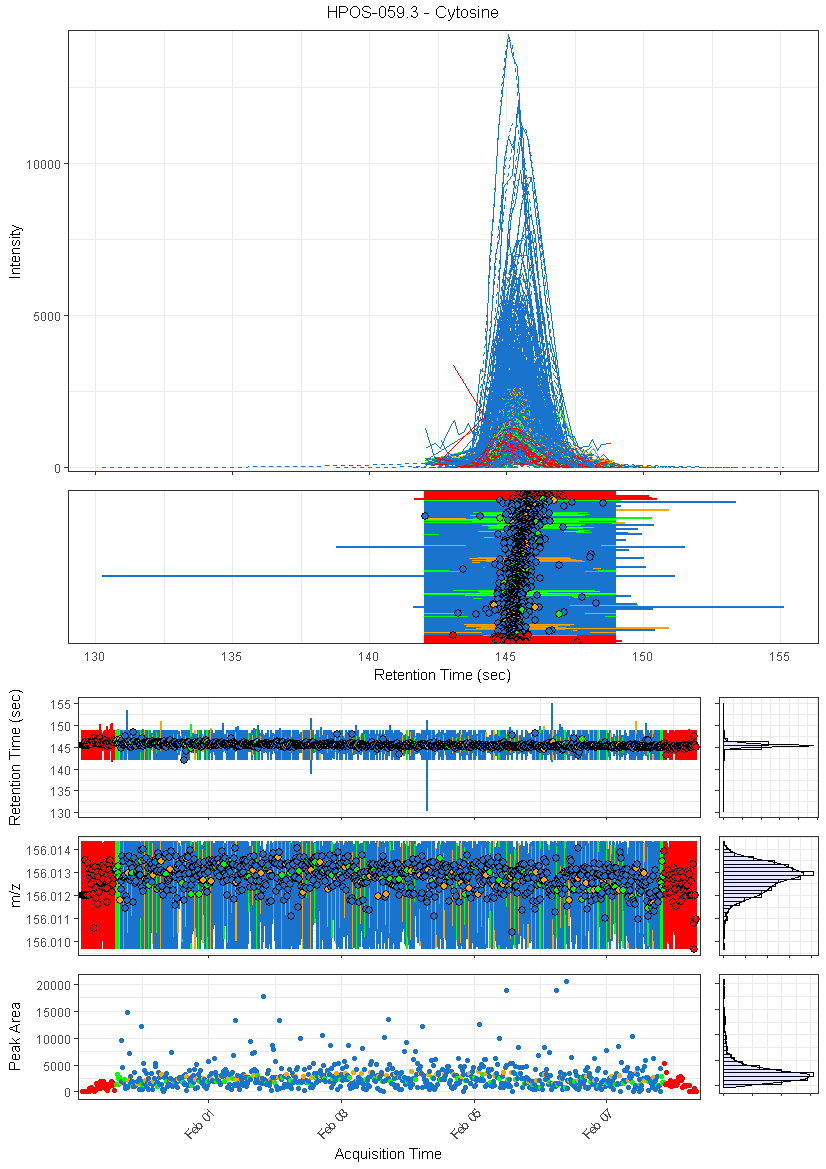 HPOS-059.3 - Cytosine
Intensity
10000
5000
0
130
135
140
145
150
155
Retention Time (sec)
Retention Time (sec)
155
150
145
140
135
130
m/z
156.014
156.013
156.012
156.011
156.010
Peak Area
20000
15000
10000
5000
0
Feb 01
Feb 03
Feb 05
Feb 07
Acquisition Time